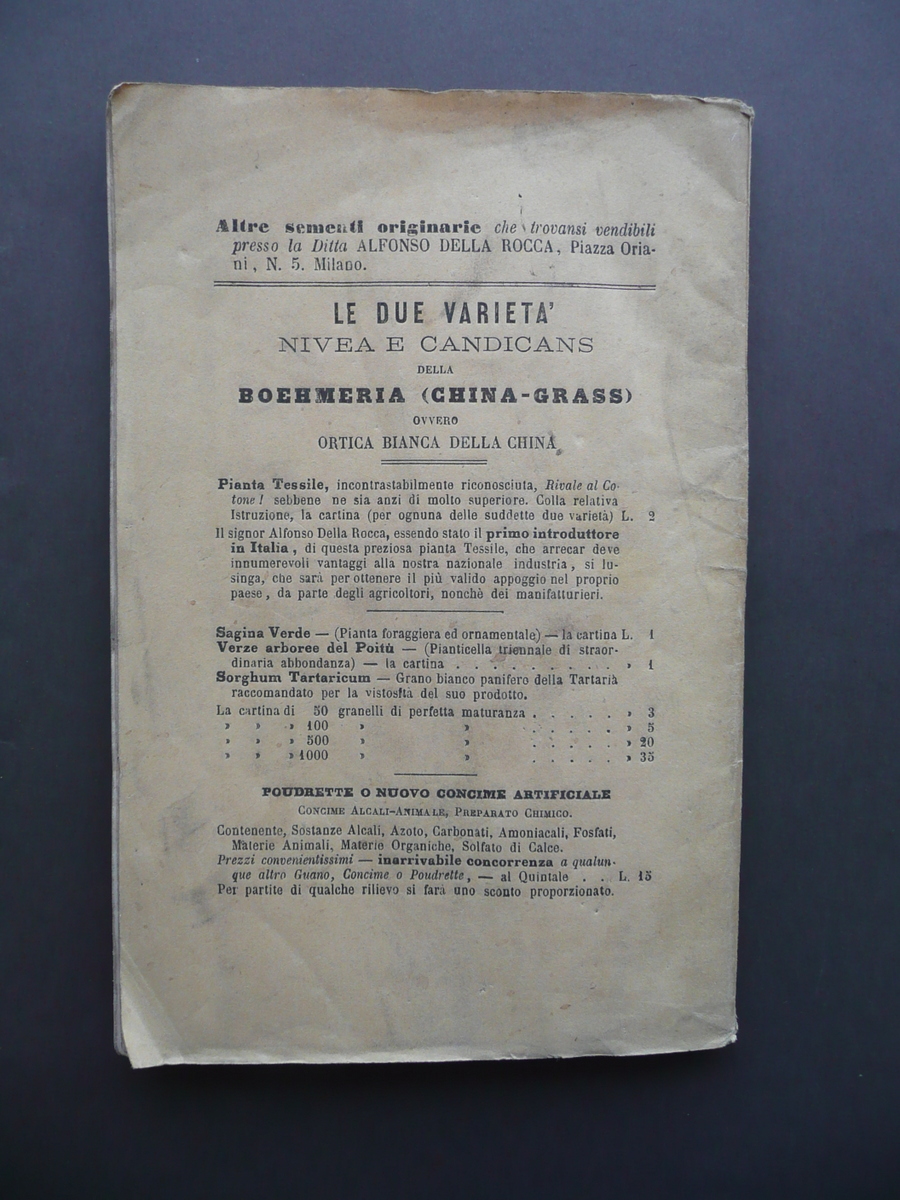 Altre sementi originarie che trovansi vendibili
presso la Ditta ALFONSO DELLA ROCCA, Piazza Oria-
ni, N. 5. Milano.
LE DUE VARIETA'
NIVEA E CANDICANS
DELLA
BOEHMERIA (CHINA-GRASS)
OVVERO
ORTICA BIANCA DELLA CHINA
Pianta Tessile, incontrastabilmente riconosciuta, Rivale al Co-
tone! sebbene ne sia anzi di molto superiore. Colla relativa
Istruzione, la cartina (per ognuna delle suddette due varietà) L. 2
Il signor Alfonso Della Rocca, essendo stato il primo introduttore
in Italia, di questa preziosa pianta Tessile, che arrecar deve
innumerevoli vantaggi alla nostra nazionale industria, si lu-
singa, che sarà per ottenere il più valido appoggio nel proprio
paese, da parte degli agricoltori, nonchè dei manifatturieri.
Sagina Verde — (Pianta foraggiera ed ornamentale) — la cartina L. 1
Verze arboree del Poitù — (Pianticella triennale di straor-
dinaria abbondanza) — la cartina . . . . . . . . . . » 1
Sorghum Tartaricum — Grano bianco panifero della Tartarià
raccomandato per la vistosità del suo prodotto.
La cartina di 50 granelli di perfetta maturanza . . . . . » 3
» » » 100 » » . . . . . » 5
» » » 500 » » . . . . . » 20
» » » 1000 » » . . . . . » 35
POUDRETTE O NUOVO CONCIME ARTIFICIALE
CONCIME ALCALI-ANIMALE, PREPARATO CHIMICO.
Contenente, Sostanze Alcali, Azoto, Carbonati, Amoniacali, Fosfati,
Materie Animali, Materie Organiche, Solfato di Calce.
Prezzi convenientissimi — inarrivabile concorrenza a qualun-
que altro Guano, Concime o Poudrette, — al Quintale . . L. 15
Per partite di qualche rilievo si farà uno sconto proporzionato.